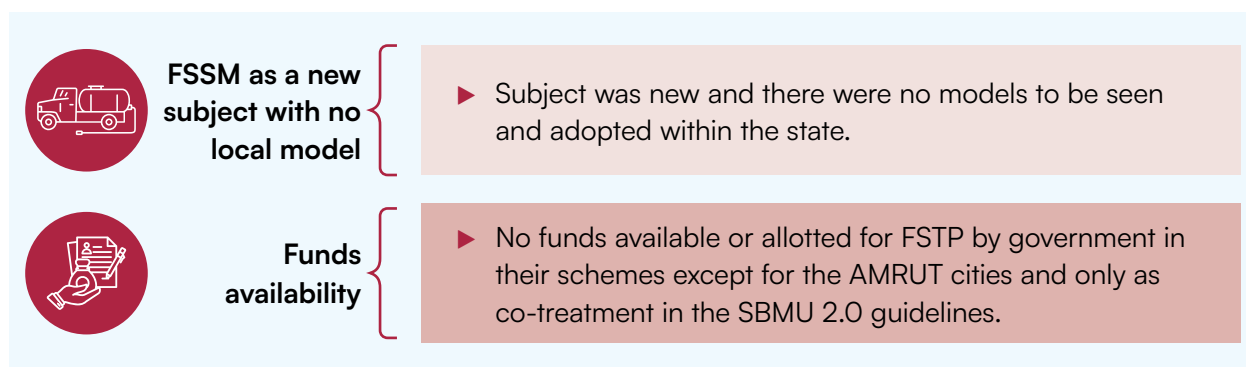 FSSM as a new
subject with no
local model
▶ Subject was new and there were no models to be seen
and adopted within the state.
Funds
availability
▶ No funds available or allotted for FSTP by government in
their schemes except for the AMRUT cities and only as
co-treatment in the SBMU 2.0 guidelines.